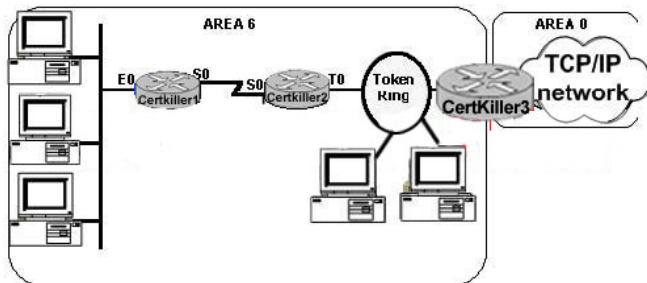 AREA 6
AREA 0
E0
S0
S0
T0
Token
Ring
TCP/IP
network
Certkiller1
Certkiller2
CertKiller3